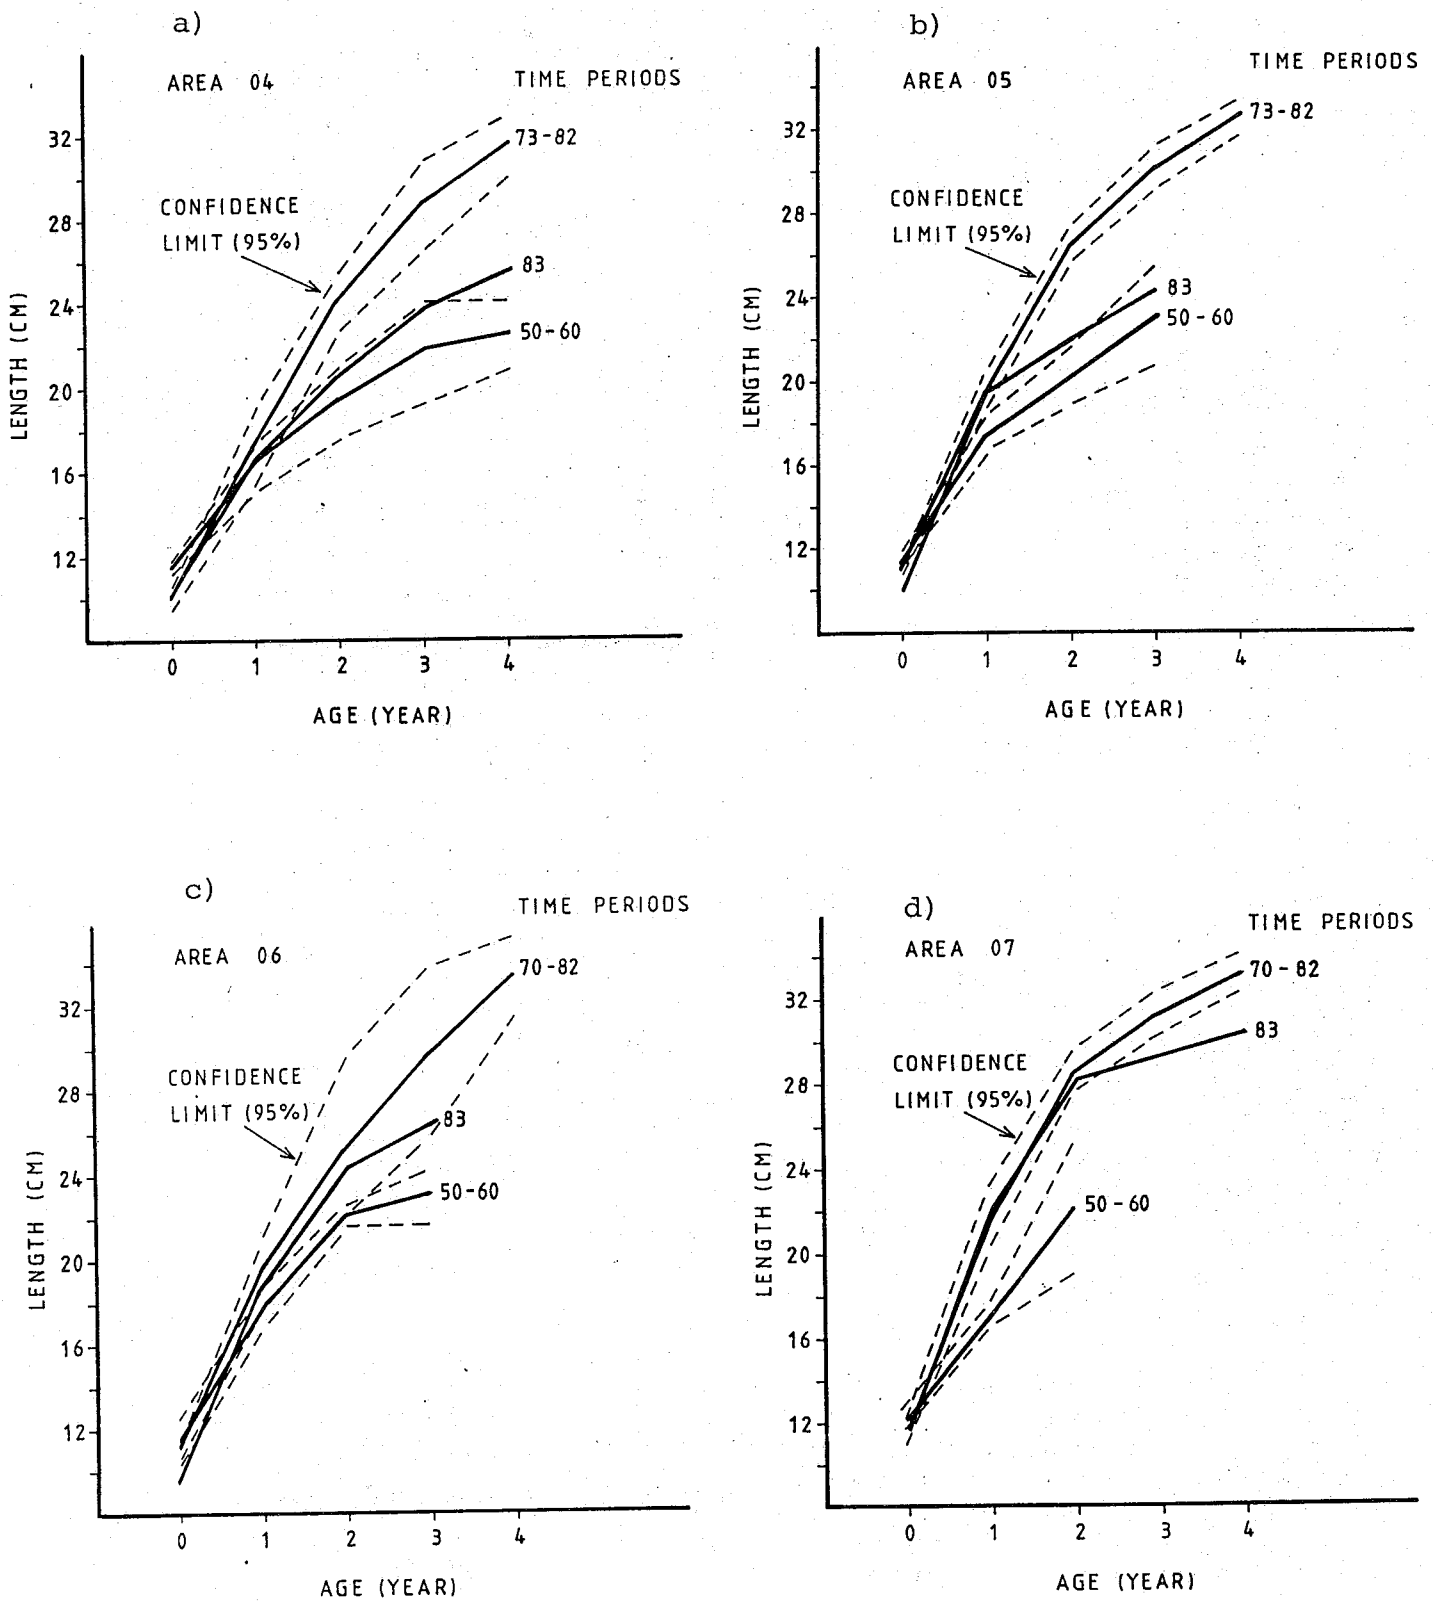 a)
AREA 04
TIME PERIODS
73-82
CONFIDENCE
LIMIT (95%)
83
50-60
32
28
24
20
16
12
LENGTH (CM)
0 1 2 3 4
AGE (YEAR)
b)
AREA 05
TIME PERIODS
73-82
CONFIDENCE
LIMIT (95%)
83
50-60
32
28
24
20
16
12
LENGTH (CM)
0 1 2 3 4
AGE (YEAR)
c)
AREA 06
TIME PERIODS
70-82
CONFIDENCE
LIMIT (95%)
83
50-60
32
28
24
20
16
12
LENGTH (CM)
0 1 2 3 4
AGE (YEAR)
d)
AREA 07
TIME PERIODS
70-82
83
CONFIDENCE
LIMIT (95%)
50-60
32
28
24
20
16
12
LENGTH (CM)
0 1 2 3 4
AGE (YEAR)